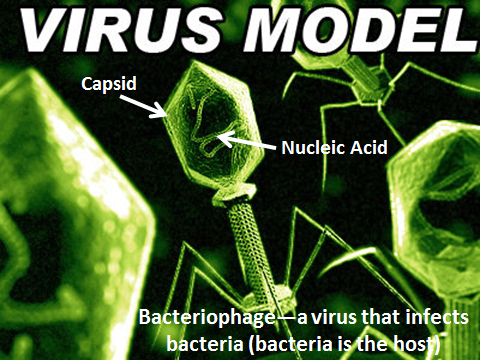 VIRUS MODEL
Capsid
Nucleic Acid
Bacteriophage—a virus that infects
bacteria (bacteria is the host)